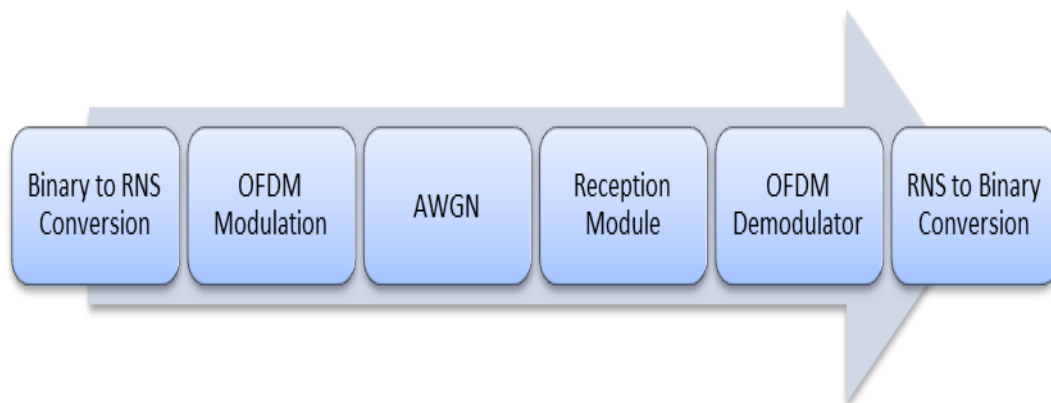 Binary to RNS
Conversion
OFDM
Modulation
AWGN
Reception
Module
OFDM
Demodulator
RNS to Binary
Conversion